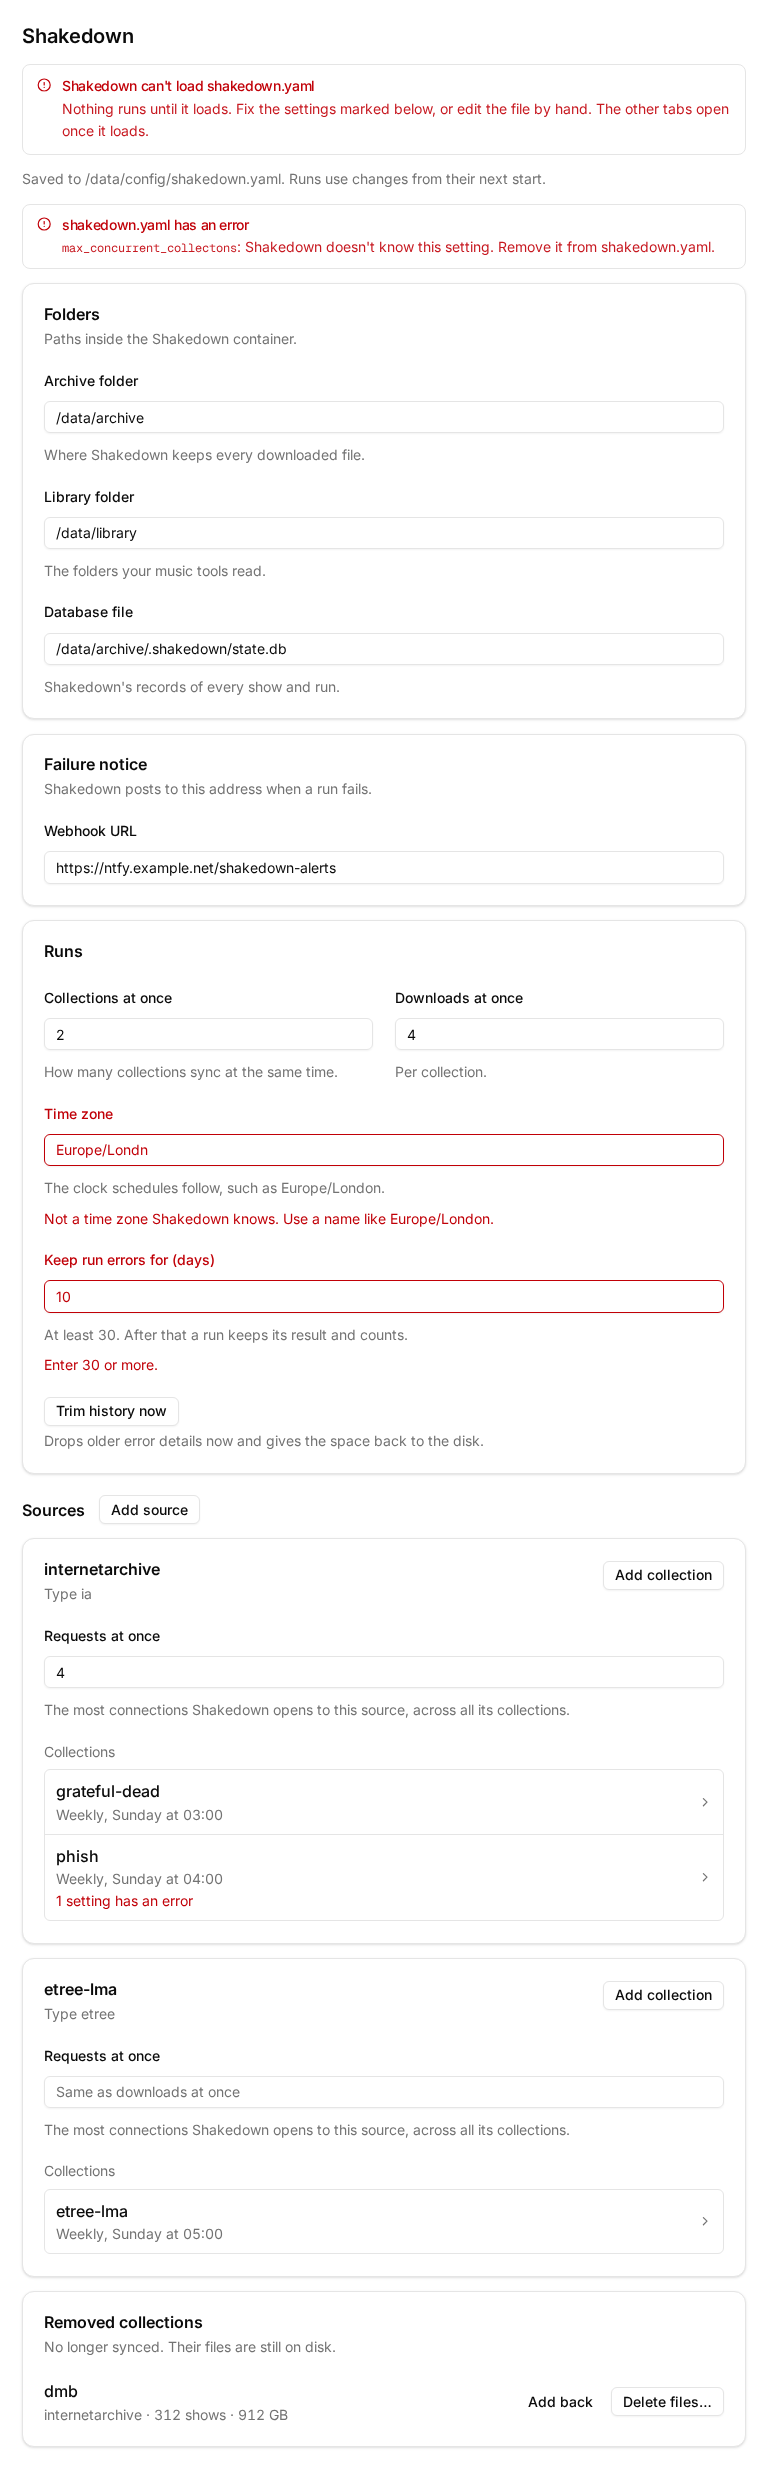 Shakedown
Shakedown can't load shakedown.yaml
Nothing runs until it loads. Fix the settings marked below, or edit the file by hand. The other tabs open
once it loads.
Saved to /data/config/shakedown.yaml. Runs use changes from their next start.
shakedown.yaml has an error
max_concurrent_collectons: Shakedown doesn't know this setting. Remove it from shakedown.yaml.
Folders
Paths inside the Shakedown container.
Archive folder
/data/archive
Where Shakedown keeps every downloaded file.
Library folder
/data/library
The folders your music tools read.
Database file
/data/archive/.shakedown/state.db
Shakedown's records of every show and run.
Failure notice
Shakedown posts to this address when a run fails.
Webhook URL
https://ntfy.example.net/shakedown-alerts
Runs
Collections at once
2
How many collections sync at the same time.
Downloads at once
4
Per collection.
Time zone
Europe/Londn
The clock schedules follow, such as Europe/London.
Not a time zone Shakedown knows. Use a name like Europe/London.
Keep run errors for (days)
10
At least 30. After that a run keeps its result and counts.
Enter 30 or more.
Trim history now
Drops older error details now and gives the space back to the disk.
Sources
Add source
internetarchive
Type ia
Add collection
Requests at once
4
The most connections Shakedown opens to this source, across all its collections.
Collections
grateful-dead
Weekly, Sunday at 03:00
phish
Weekly, Sunday at 04:00
1 setting has an error
etree-lma
Type etree
Add collection
Requests at once
Same as downloads at once
The most connections Shakedown opens to this source, across all its collections.
Collections
etree-lma
Weekly, Sunday at 05:00
Removed collections
No longer synced. Their files are still on disk.
dmb
internetarchive · 312 shows · 912 GB
Add back
Delete files...